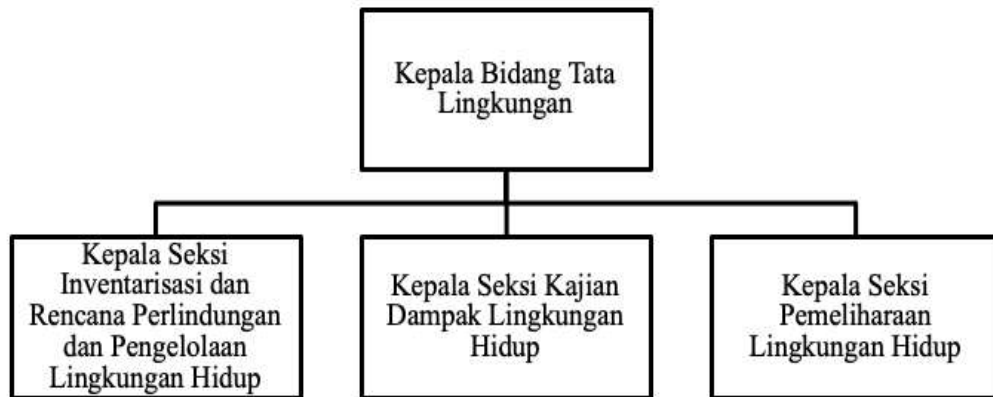 Kepala Bidang Tata
Lingkungan
Kepala Seksi
Inventarisasi dan
Rencana Perlindungan
dan Pengelolaan
Lingkungan Hidup
Kepala Seksi Kajian
Dampak Lingkungan
Hidup
Kepala Seksi
Pemeliharaan
Lingkungan Hidup